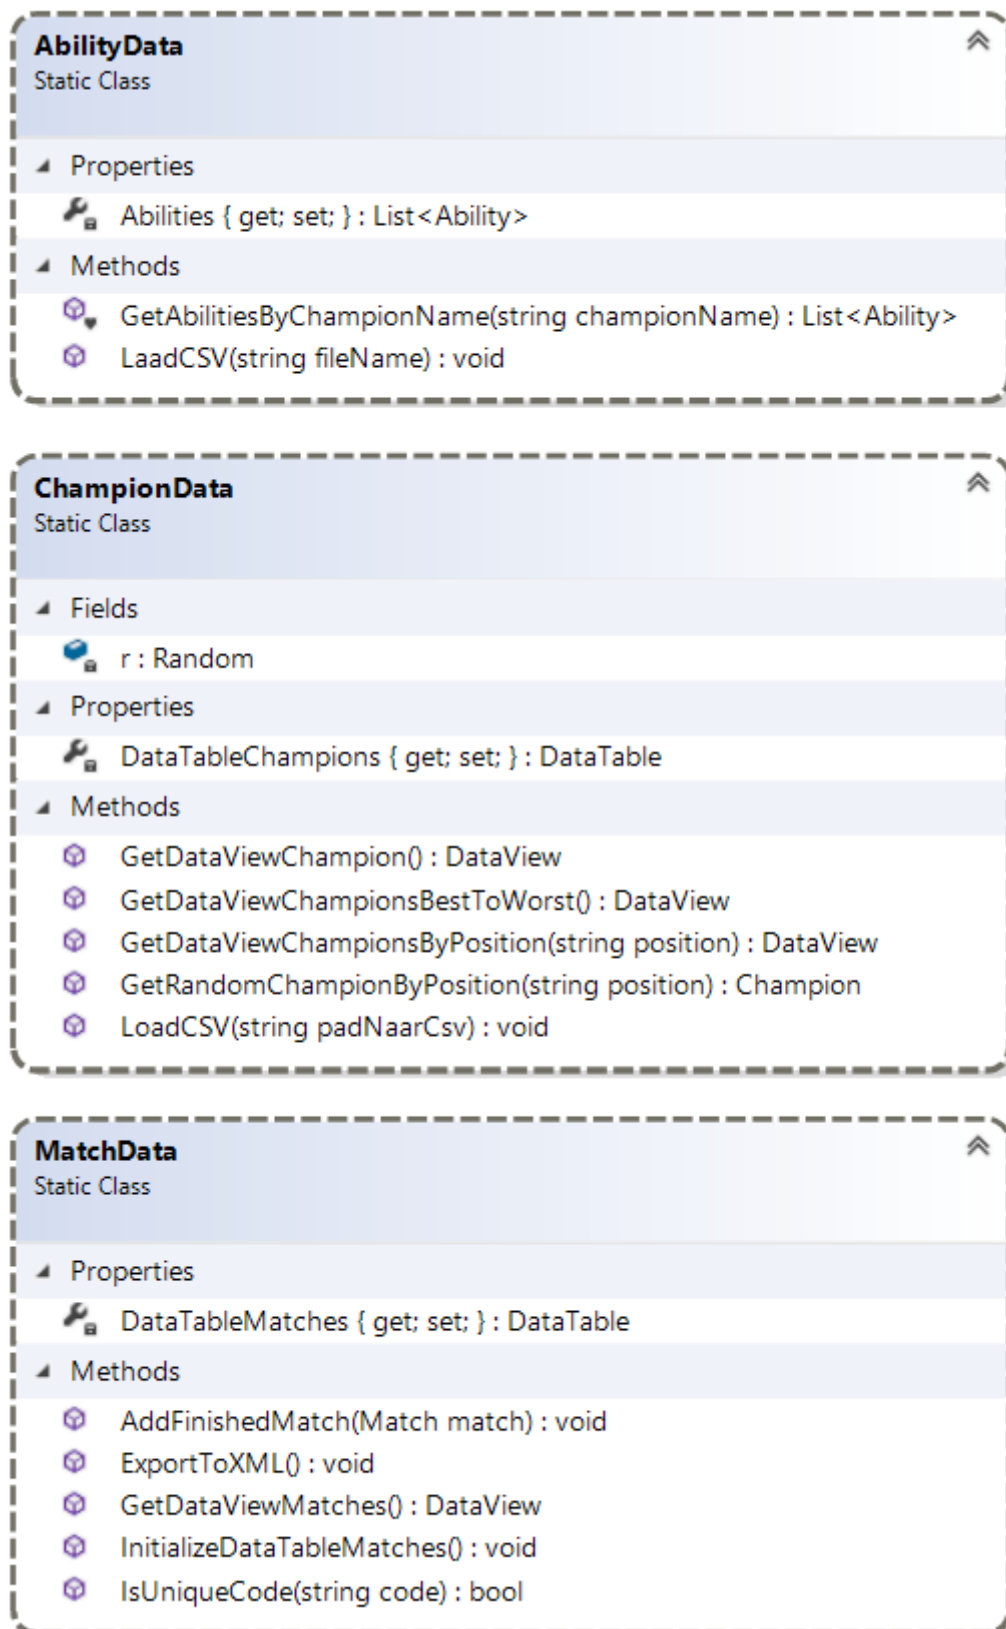 AbilityData
Static Class
Properties
Abilities { get; set; } : List<Ability>
Methods
GetAbilitiesByChampionName(string championName) : List<Ability>
LaadCSV(string fileName) : void
ChampionData
Static Class
Fields
r : Random
Properties
DataTableChampions { get; set; } : DataTable
Methods
GetDataViewChampion() : DataView
GetDataViewChampionsBestToWorst() : DataView
GetDataViewChampionsByPosition(string position) : DataView
GetRandomChampionByPosition(string position) : Champion
LoadCSV(string padNaarCsv) : void
MatchData
Static Class
Properties
DataTableMatches { get; set; } : DataTable
Methods
AddFinishedMatch(Match match) : void
ExportToXML() : void
GetDataViewMatches() : DataView
InitializeDataTableMatches() : void
IsUniqueCode(string code) : bool